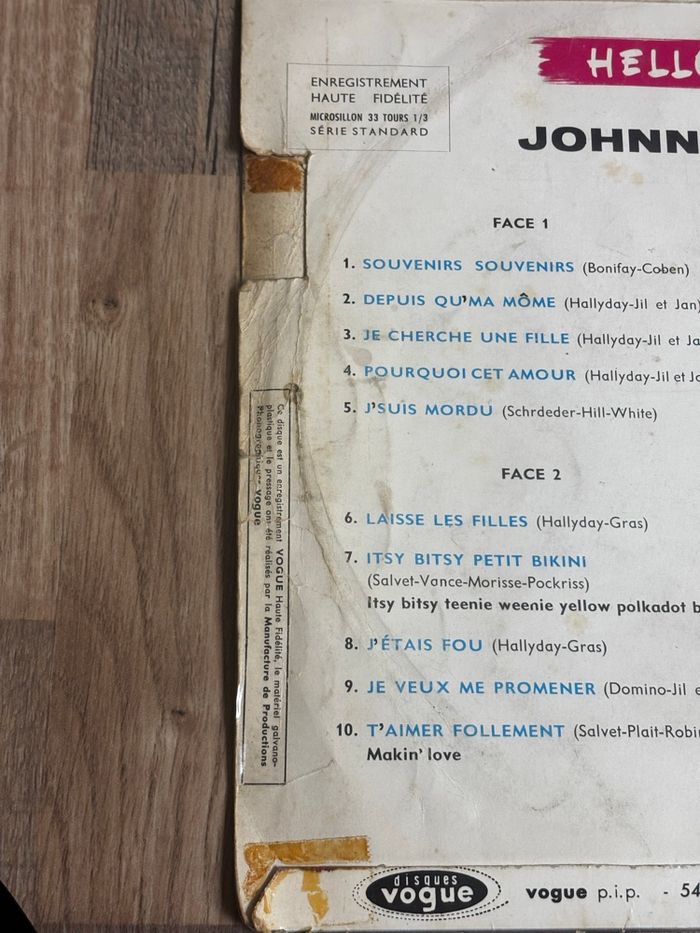 ENREGISTREMENT
HAUTE FIDÉLITÉ
MICROSILLON 33 TOURS 1/3
SÉRIE STANDARD
HELLO
JOHNN
FACE 1
1. SOUVENIRS SOUVENIRS (Bonifay-Coben)
2. DEPUIS QU'MA MÔME (Hallyday-Jil et Jan)
3. JE CHERCHE UNE FILLE (Hallyday-Jil et Ja
4. POURQUOI CET AMOUR (Hallyday-Jil et Ja
5. J'SUIS MORDU (Schrdeder-Hill-White)
FACE 2
6. LAISSE LES FILLES (Hallyday-Gras)
7. ITSY BITSY PETIT BIKINI
(Salvet-Vance-Morisse-Pockriss)
Itsy bitsy teenie weenie yellow polkadot b
8. J'ÉTAIS FOU (Hallyday-Gras)
9. JE VEUX ME PROMENER (Domino-Jil e
10. T'AIMER FOLLEMENT (Salvet-Plait-Robin
Makin' love
Ce disque est un enregistrement VOGUE Haute Fidélité, le matériel galvano-
plastique et le pressage ont été réalisés par la Manufacture de Productions
Phonographiques vogue
disques
vogue
vogue p.i.p. - 54